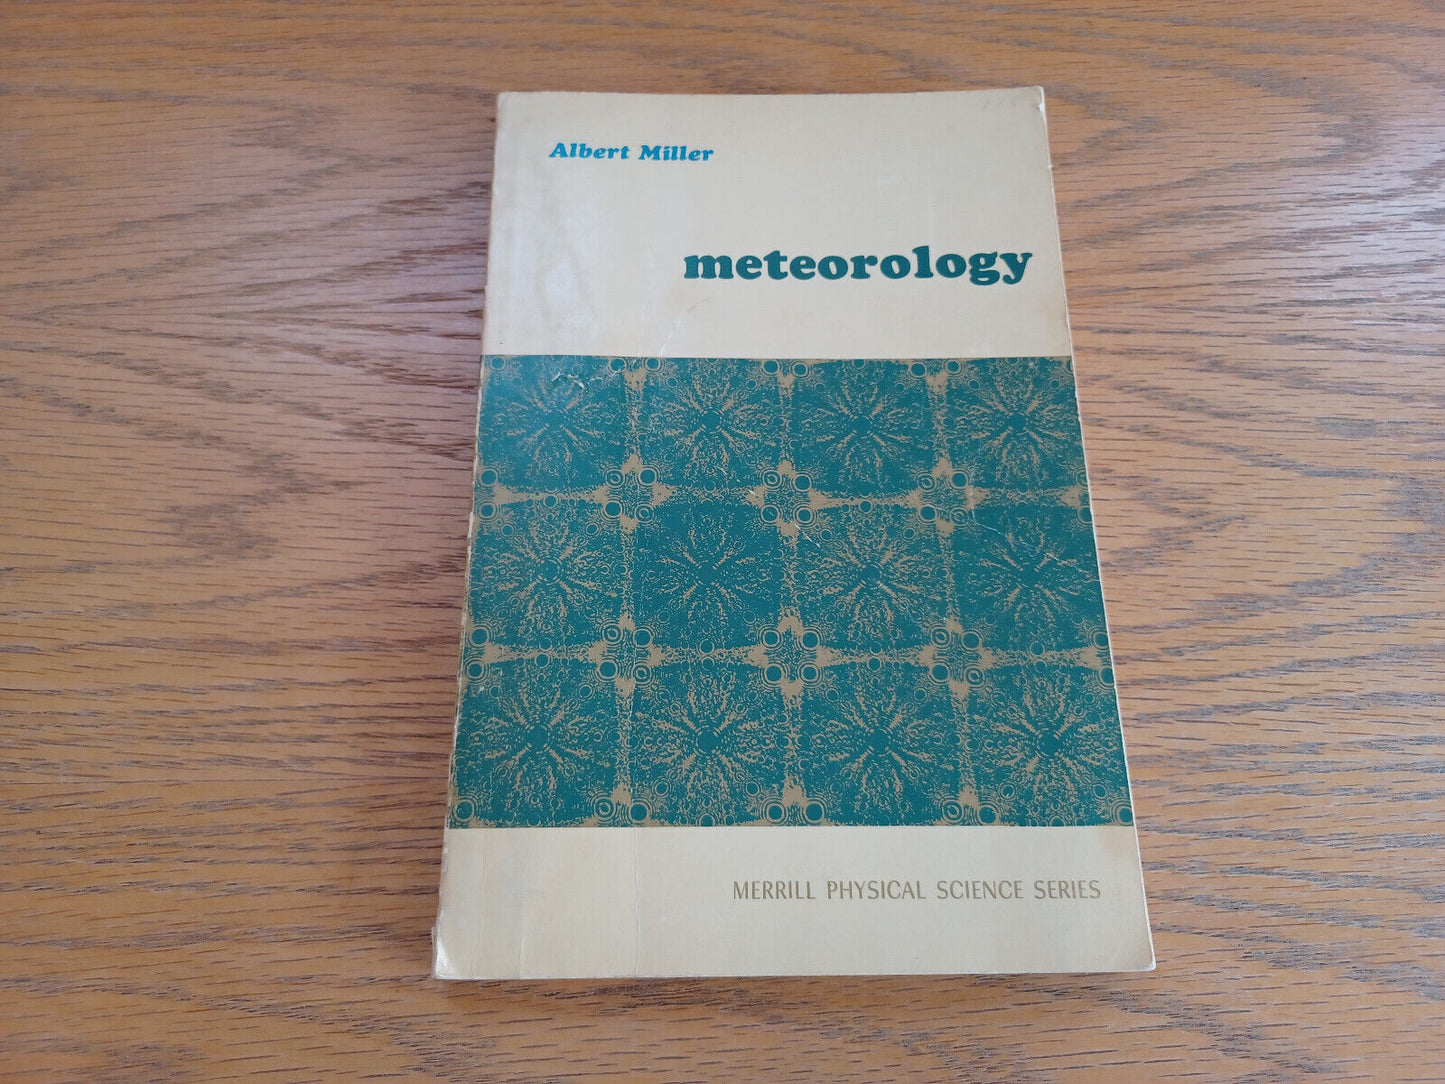 Albert Miller
meteorology
MERRILL PHYSICAL SCIENCE SERIES